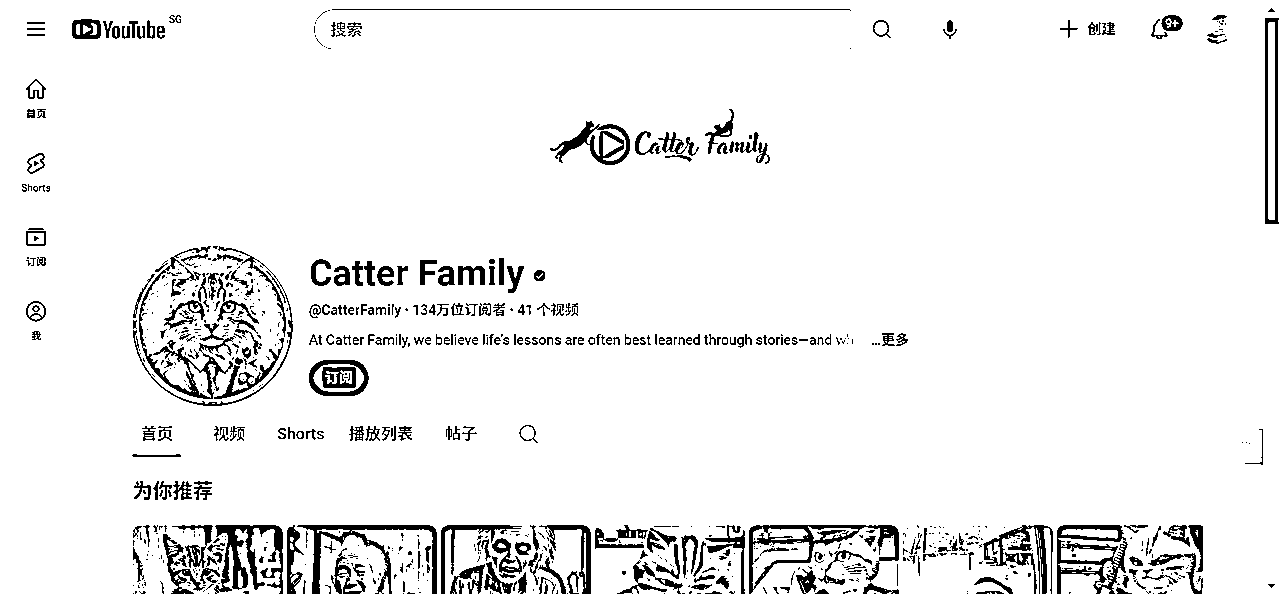 YouTube SG
搜索
创建
9+
首页
Shorts
订阅
我
Catter Family
Catter Family
@CatterFamily · 134万位订阅者 · 41 个视频
At Catter Family, we believe life's lessons are often best learned through stories—and ...更多
订阅
首页 视频 Shorts 播放列表 帖子
为你推荐